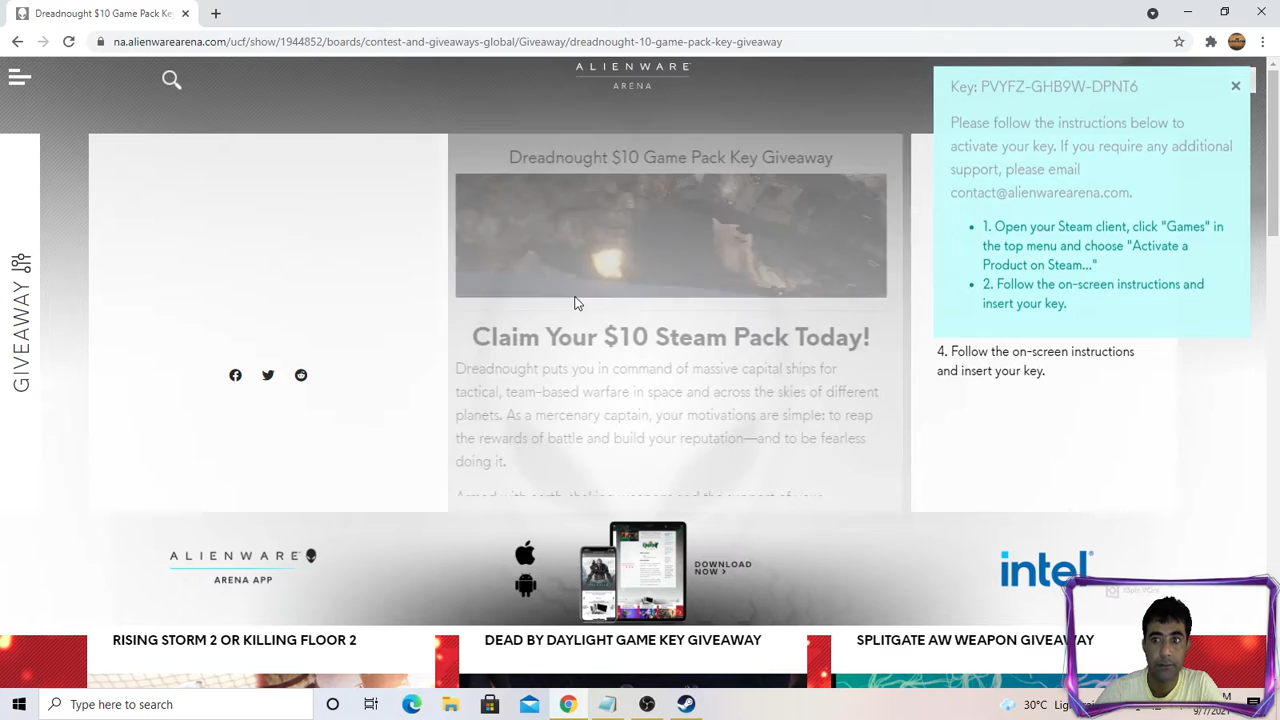 Dreadnought $10 Game Pack Key
na.alienwarearena.com/ucf/show/1944852/boards/contest-and-giveaways-global/Giveaway/dreadnought-10-game-pack-key-giveaway
ALIENWARE
ARENA
GIVEAWAY
Dreadnought $10 Game Pack Key Giveaway
Claim Your $10 Steam Pack Today!
Dreadnought puts you in command of massive capital ships for
tactical, team-based warfare in space and across the skies of different
planets. As a mercenary captain, your motivations are simple: to reap
the rewards of battle and build your reputation—and to be fearless
doing it.
Key: PVYFZ-GHB9W-DPNT6
Please follow the instructions below to
activate your key. If you require any additional
support, please email
contact@alienwarearena.com.
• 1. Open your Steam client, click "Games" in
the top menu and choose "Activate a
Product on Steam..."
• 2. Follow the on-screen instructions and
insert your key.
4. Follow the on-screen instructions
and insert your key.
ALIENWARE
ARENA APP
DOWNLOAD
NOW >
intel
RISING STORM 2 OR KILLING FLOOR 2
DEAD BY DAYLIGHT GAME KEY GIVEAWAY
SPLITGATE AW WEAPON GIVEAWAY
Type here to search
30°C